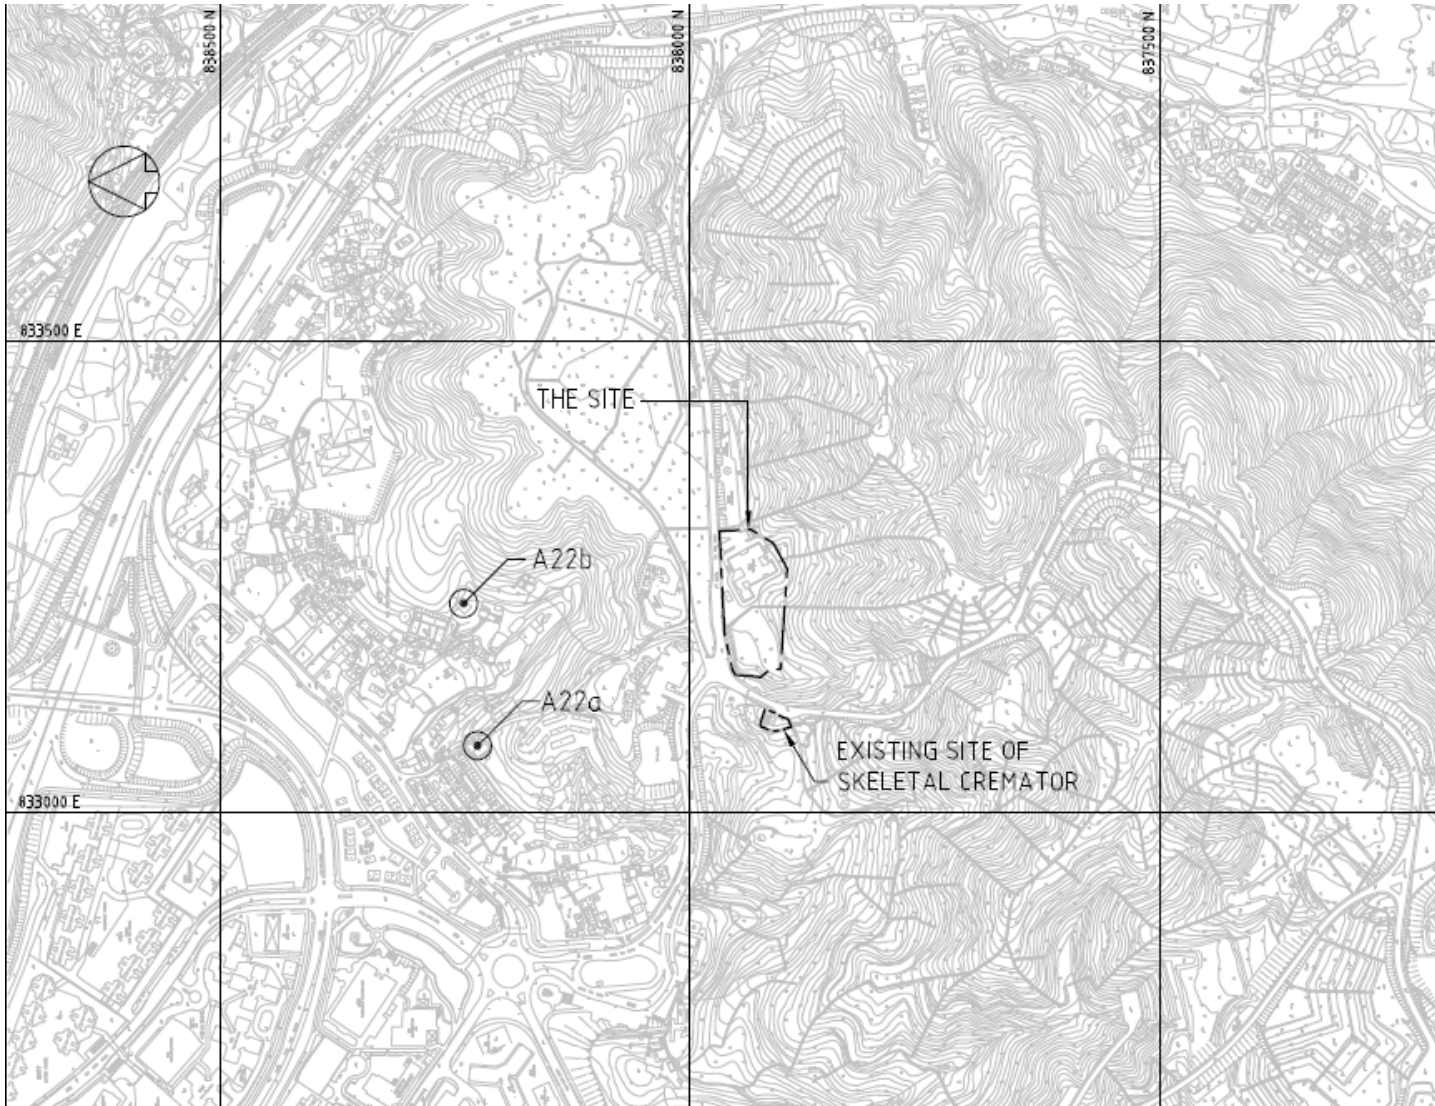 838500 N
838000 N
837500 N
833500 E
THE SITE
A22b
A22a
EXISTING SITE OF
SKELETAL CREMATOR
833000 E